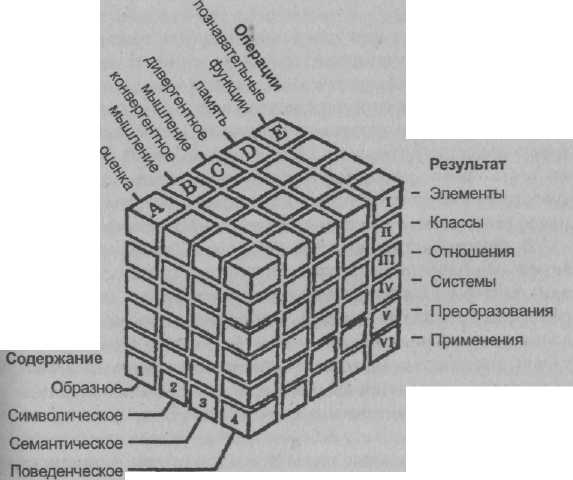 Операции
познавательные
функции
память
дивергентное
мышление
конвергентное
мышление
оценка
A
B
C
D
E
Результат
I – Элементы
II – Классы
III – Отношения
IV – Системы
V – Преобразования
VI – Применения
Содержание
1
2
3
4
Образное
Символическое
Семантическое
Поведенческое